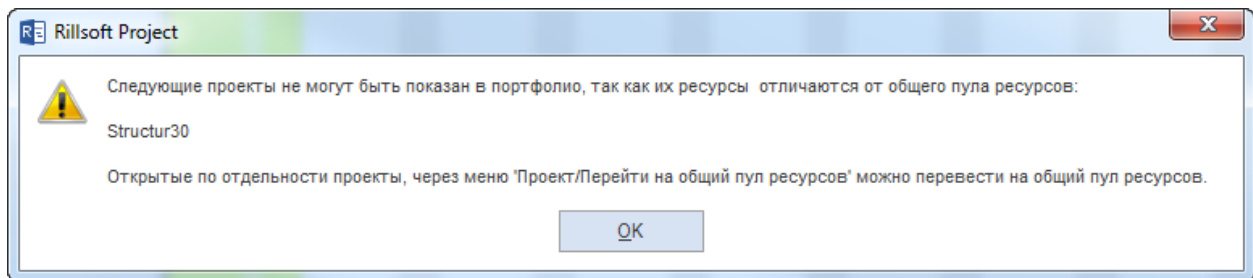 Rillsoft Project
Следующие проекты не могут быть показан в портфолио, так как их ресурсы отличаются от общего пула ресурсов:
Structur30
Открытые по отдельности проекты, через меню 'Проект/Перейти на общий пул ресурсов' можно перевести на общий пул ресурсов.
OK